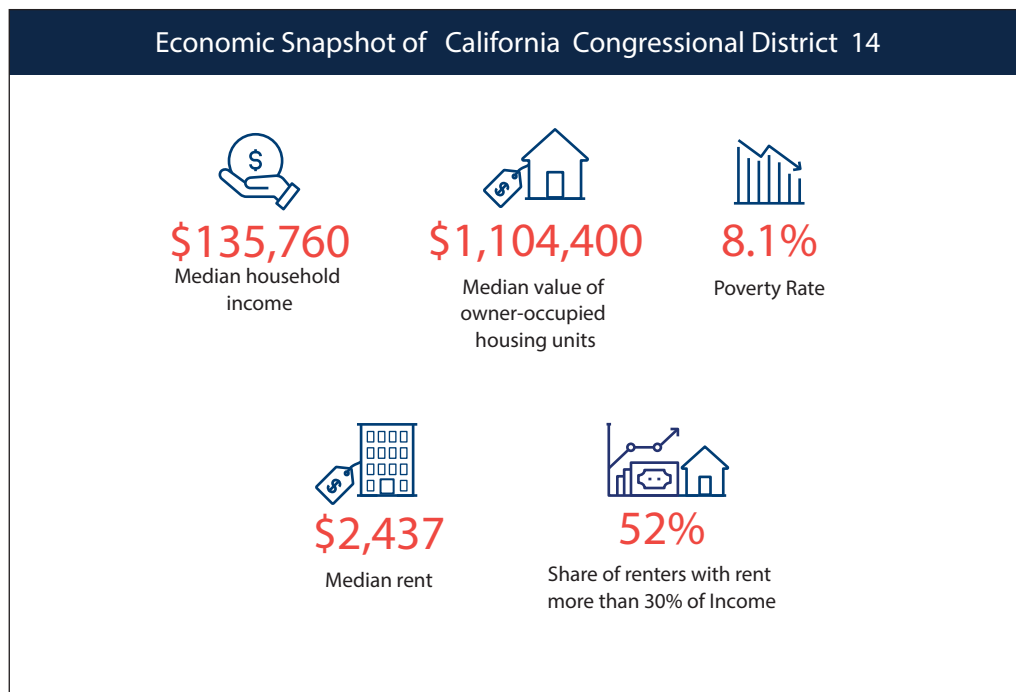 Economic Snapshot of California Congressional District 14
$
$
$135,760
Median household
income
$1,104,400
Median value of
owner-occupied
housing units
8.1%
Poverty Rate
$
$2,437
Median rent
52%
Share of renters with rent
more than 30% of Income